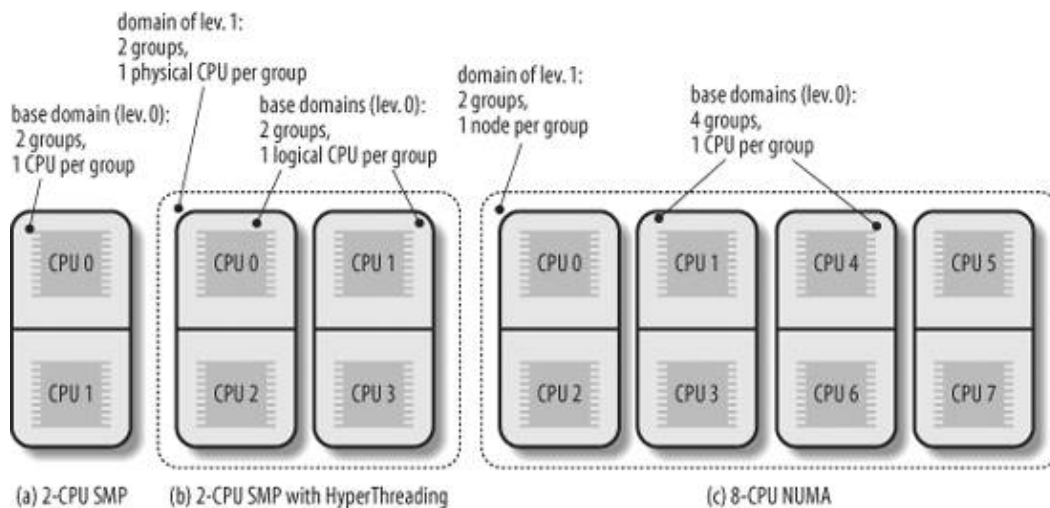 domain of lev. 1:
2 groups,
1 physical CPU per group
base domain (lev. 0):
2 groups,
1 CPU per group
base domains (lev. 0):
2 groups,
1 logical CPU per group
domain of lev. 1:
2 groups,
1 node per group
base domains (lev. 0):
4 groups,
1 CPU per group
CPU 0
CPU 1
CPU 0
CPU 1
CPU 2
CPU 3
CPU 0
CPU 1
CPU 4
CPU 5
CPU 2
CPU 3
CPU 6
CPU 7
(a) 2-CPU SMP
(b) 2-CPU SMP with HyperThreading
(c) 8-CPU NUMA